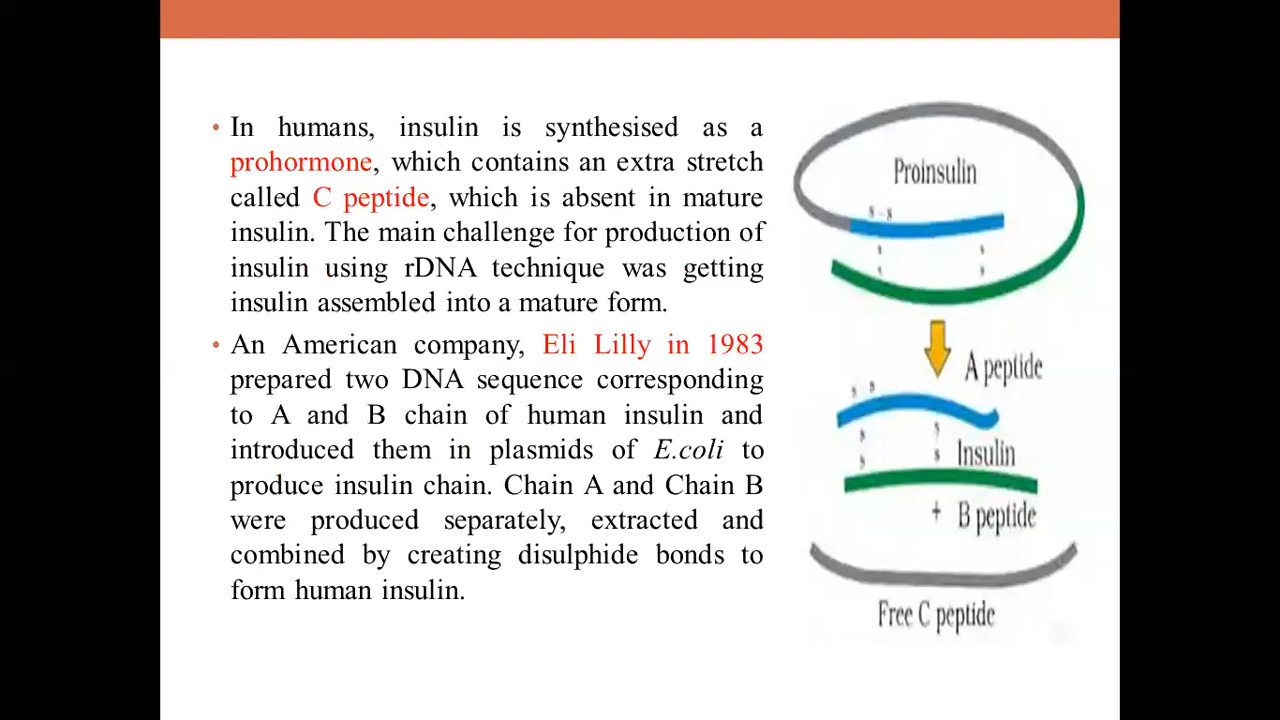 • In humans, insulin is synthesised as a
prohormone, which contains an extra stretch
called C peptide, which is absent in mature
insulin. The main challenge for production of
insulin using rDNA technique was getting
insulin assembled into a mature form.
• An American company, Eli Lilly in 1983
prepared two DNA sequence corresponding
to A and B chain of human insulin and
introduced them in plasmids of E.coli to
produce insulin chain. Chain A and Chain B
were produced separately, extracted and
combined by creating disulphide bonds to
form human insulin.
Proinsulin
s–s
s s
s s
A peptide
s s
s s
s s
Insulin
+ B peptide
Free C peptide